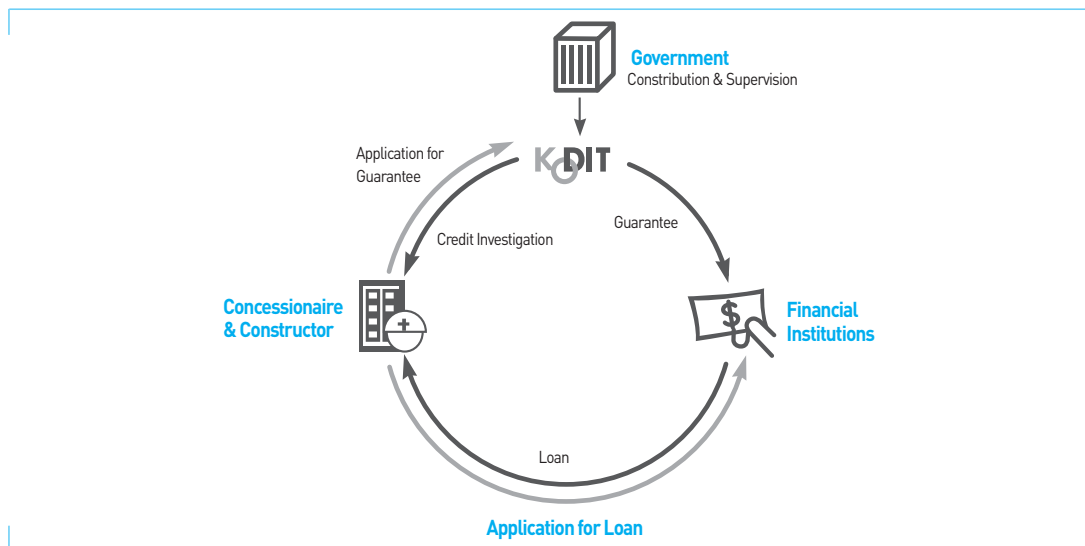 Government
Constribution & Supervision
KODIT
Application for
Guarantee
Guarantee
Credit Investigation
Concessionaire
& Constructor
$
Financial
Institutions
Loan
Application for Loan